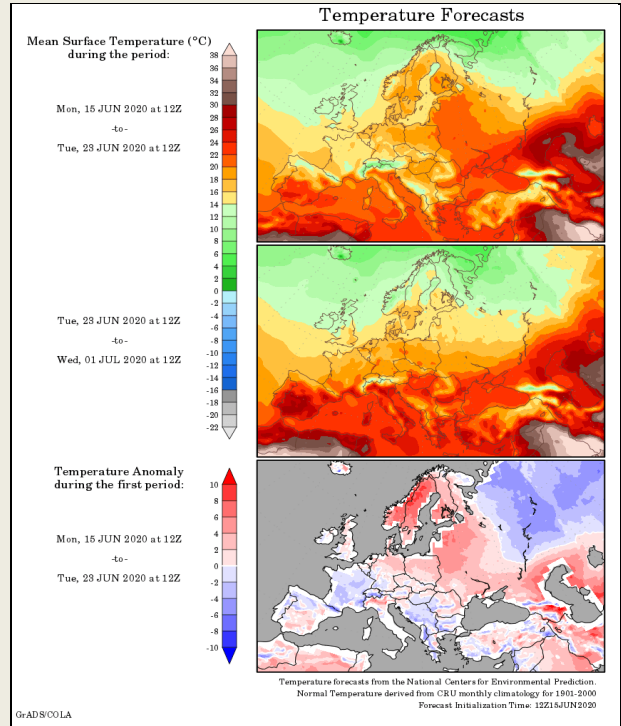 Temperature Forecasts
Mean Surface Temperature (°C)
during the period:
Mon, 15 JUN 2020 at 12Z
-to-
Tue, 23 JUN 2020 at 12Z
38
36
34
32
30
28
26
24
22
20
18
16
14
12
10
8
6
4
2
0
-2
-4
-6
-8
-10
-12
-14
-16
-18
-20
-22
Tue, 23 JUN 2020 at 12Z
-to-
Wed, 01 JUL 2020 at 12Z
Temperature Anomaly
during the first period:
Mon, 15 JUN 2020 at 12Z
-to-
Tue, 23 JUN 2020 at 12Z
10
8
6
4
2
0
-2
-4
-6
-8
-10
Temperature forecasts from the National Centers for Environmental Prediction.
Normal Temperature derived from CRU monthly climatology for 1901-2000
Forecast Initialization Time: 12Z15JUN2020
GrADS/COLA